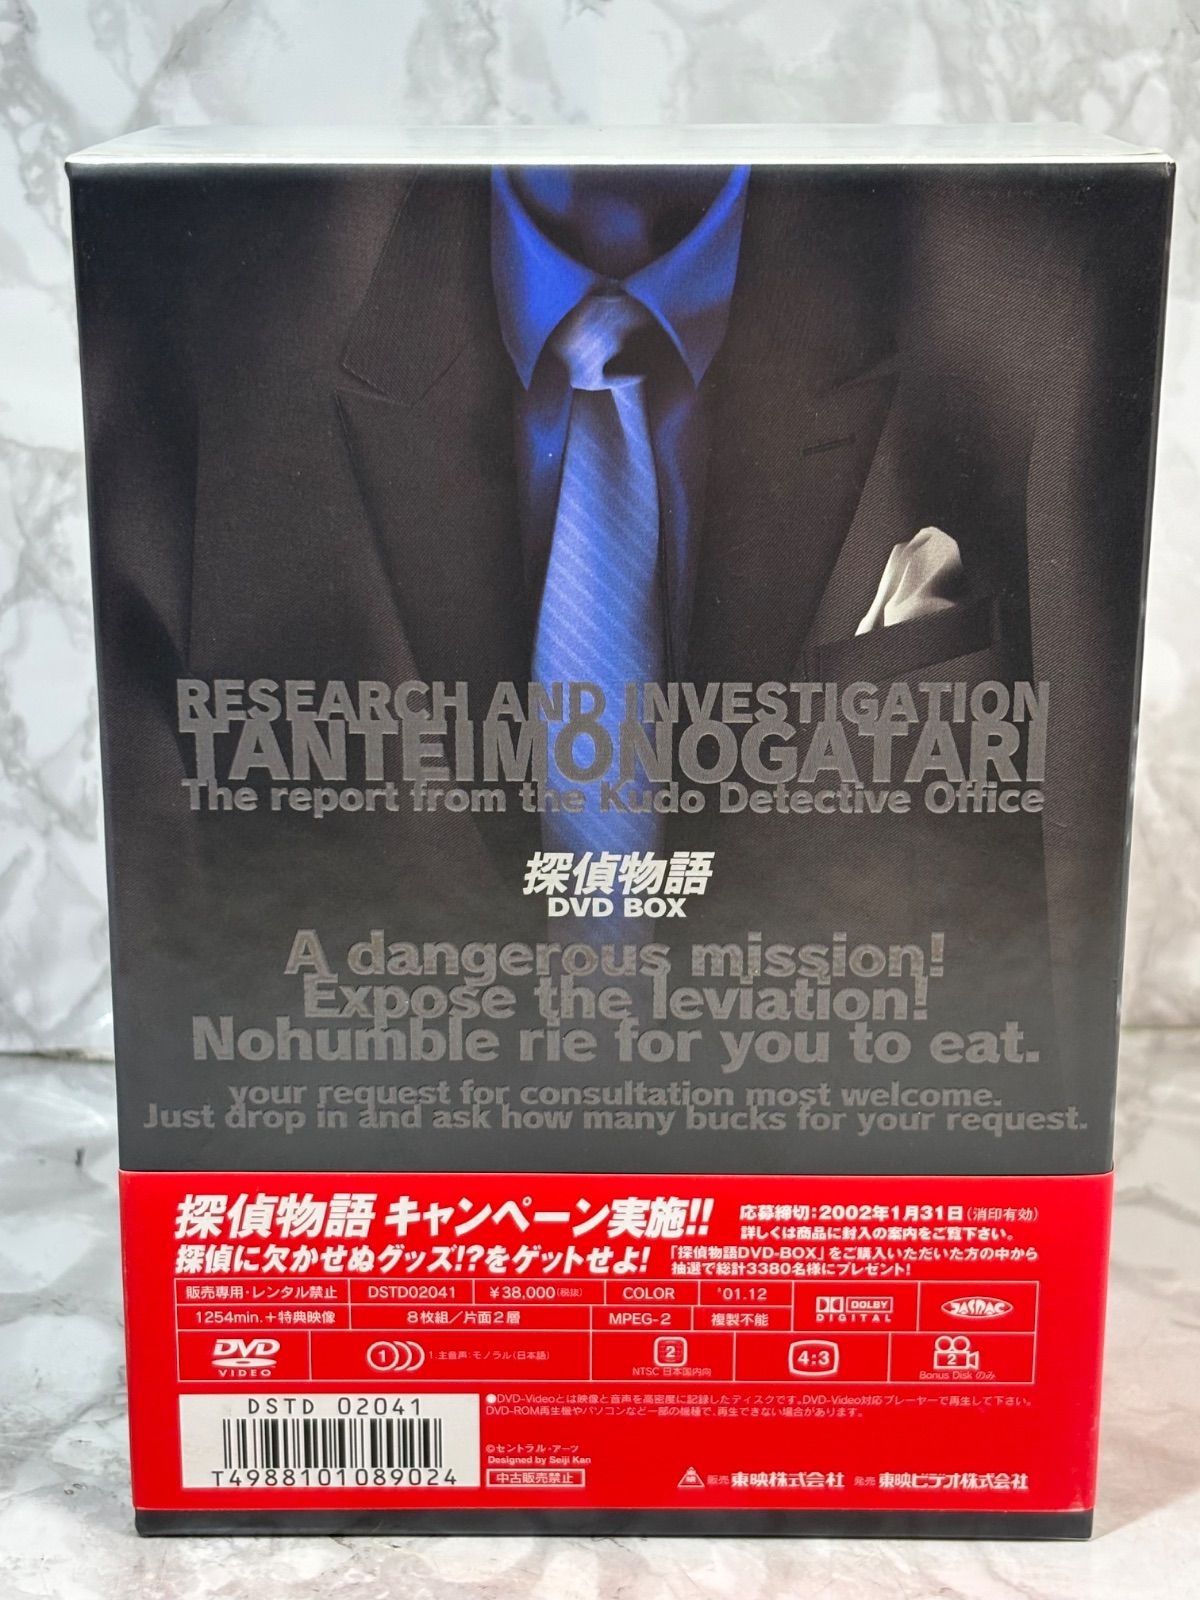 RESEARCH AND INVESTIGATION
TANTEIMONOGATARI
The report from the Kudo Detective Office
探偵物語
DVD BOX
A dangerous mission!
Expose the leviation!
Nohumble rie for you to eat.
your request for consultation most welcome.
Just drop in and ask how many bucks for your request.
探偵物語 キャンペーン実施!!
探偵に欠かせぬグッズ!?をゲットせよ!
応募締切:2002年1月31日(消印有効)
詳しくは商品に封入の案内をご覧下さい。
「探偵物語DVD-BOX」をご購入いただいた方の中から
抽選で総計3380名様にプレゼント!
販売専用・レンタル禁止 DSTD02041 ¥38,000(税抜) COLOR '01.12
1254min.+特典映像 8枚組/片面2層 MPEG-2 複製不能
DOLBY
DIGITAL
JASRAC
DVD
VIDEO
1 1.主音声:モノラル(日本語)
2
NTSC 日本国内向
4:3
2
Bonus Disk のみ
DSTD 02041
T4988101089024
●DVD-Videoとは映像と音声を高密度に記録したディスクです。DVD-Video対応プレーヤーで再生して下さい。
DVD-ROM再生機やパソコンなど一部の機種で、再生できない場合があります。
©セントラル・アーツ
Designed by Seiji Kan
中古販売禁止
販売 東映株式会社 発売 東映ビデオ株式会社